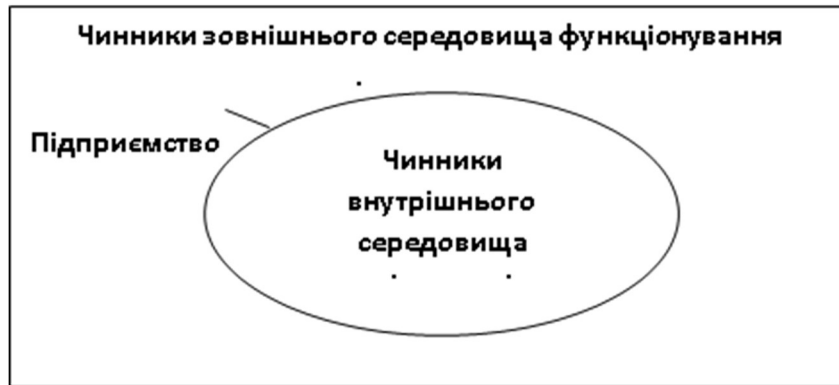 Чинники зовнішнього середовища функціонування
Підприємство
Чинники
внутрішнього
середовища